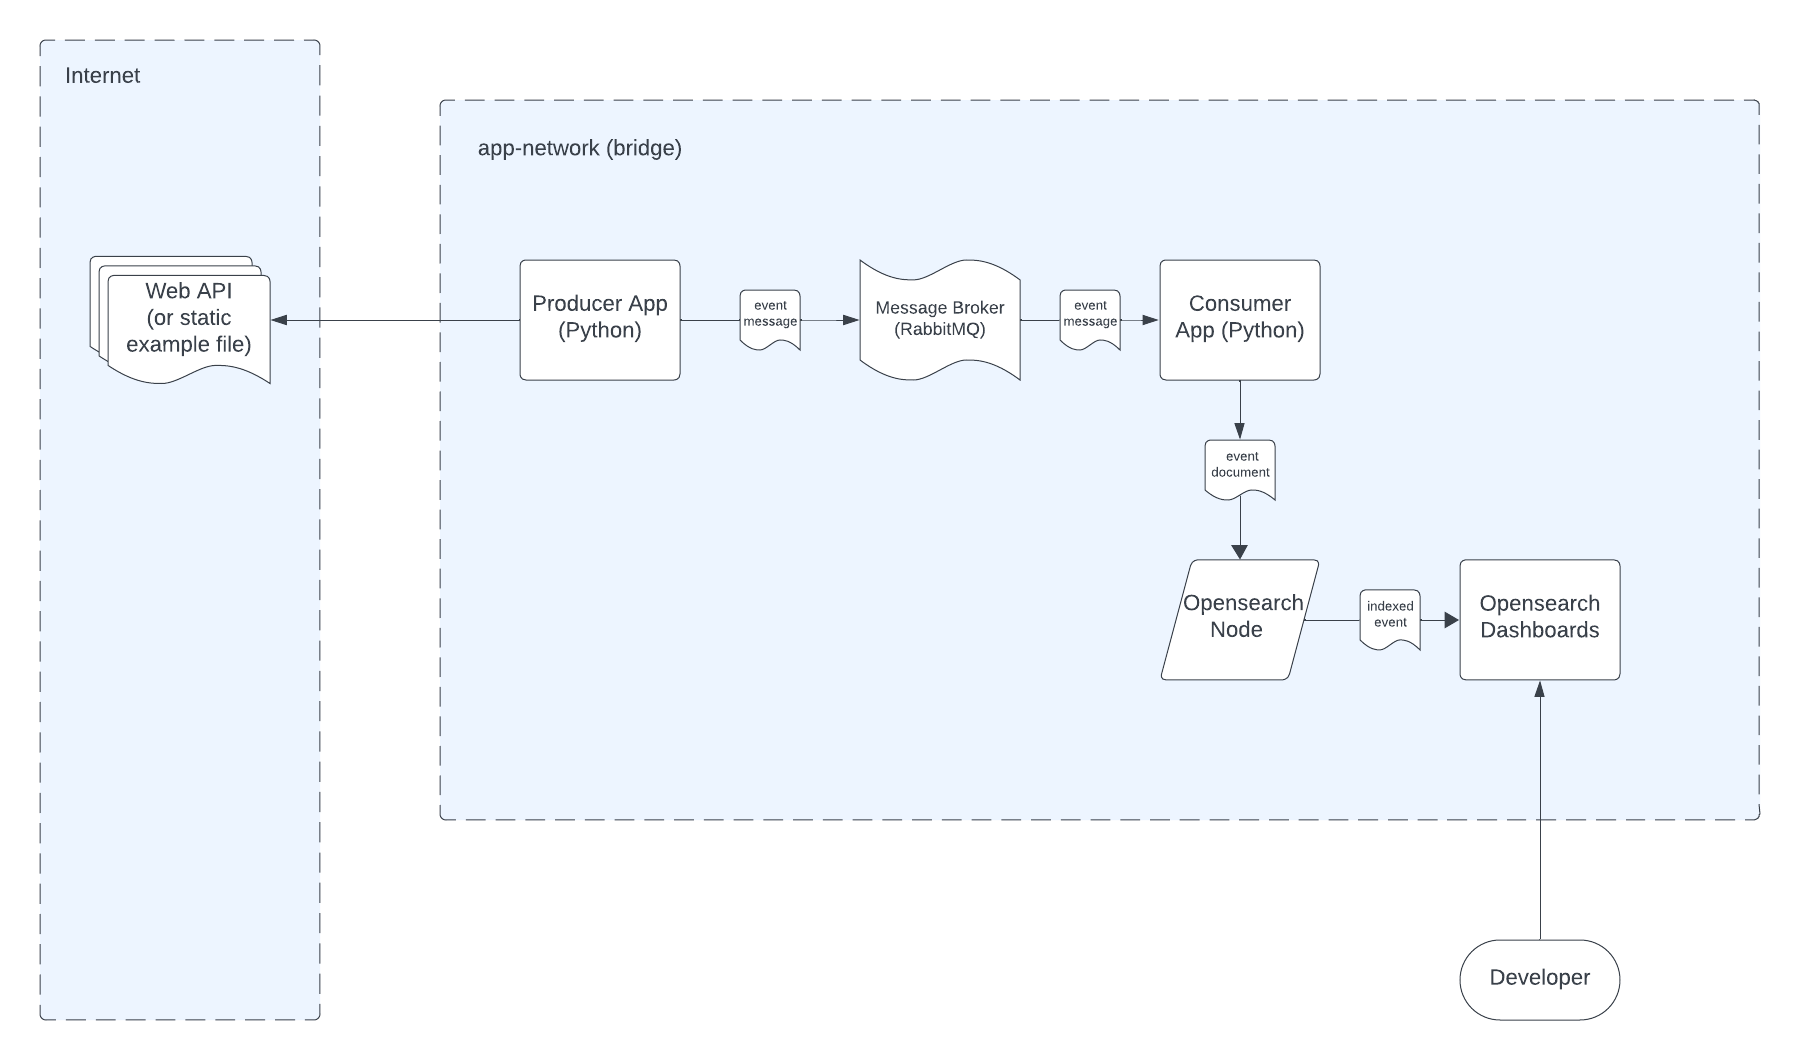 Internet
app-network (bridge)
Web API
(or static
example file)
Producer App
(Python)
event
message
Message Broker
(RabbitMQ)
event
message
Consumer
App (Python)
event
document
Opensearch
Node
indexed
event
Opensearch
Dashboards
Developer